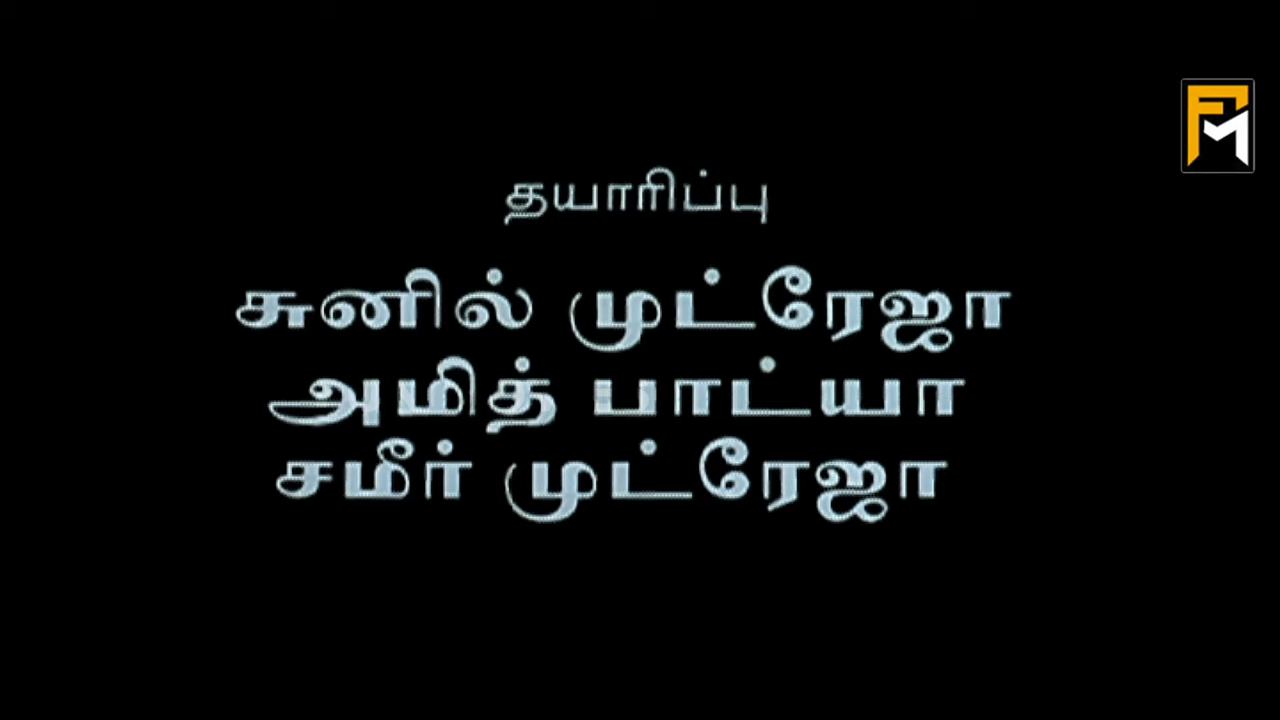 தயாரிப்பு
சுனில் முட்ரேஜா
அமித் பாட்யா
சமீர் முட்ரேஜா